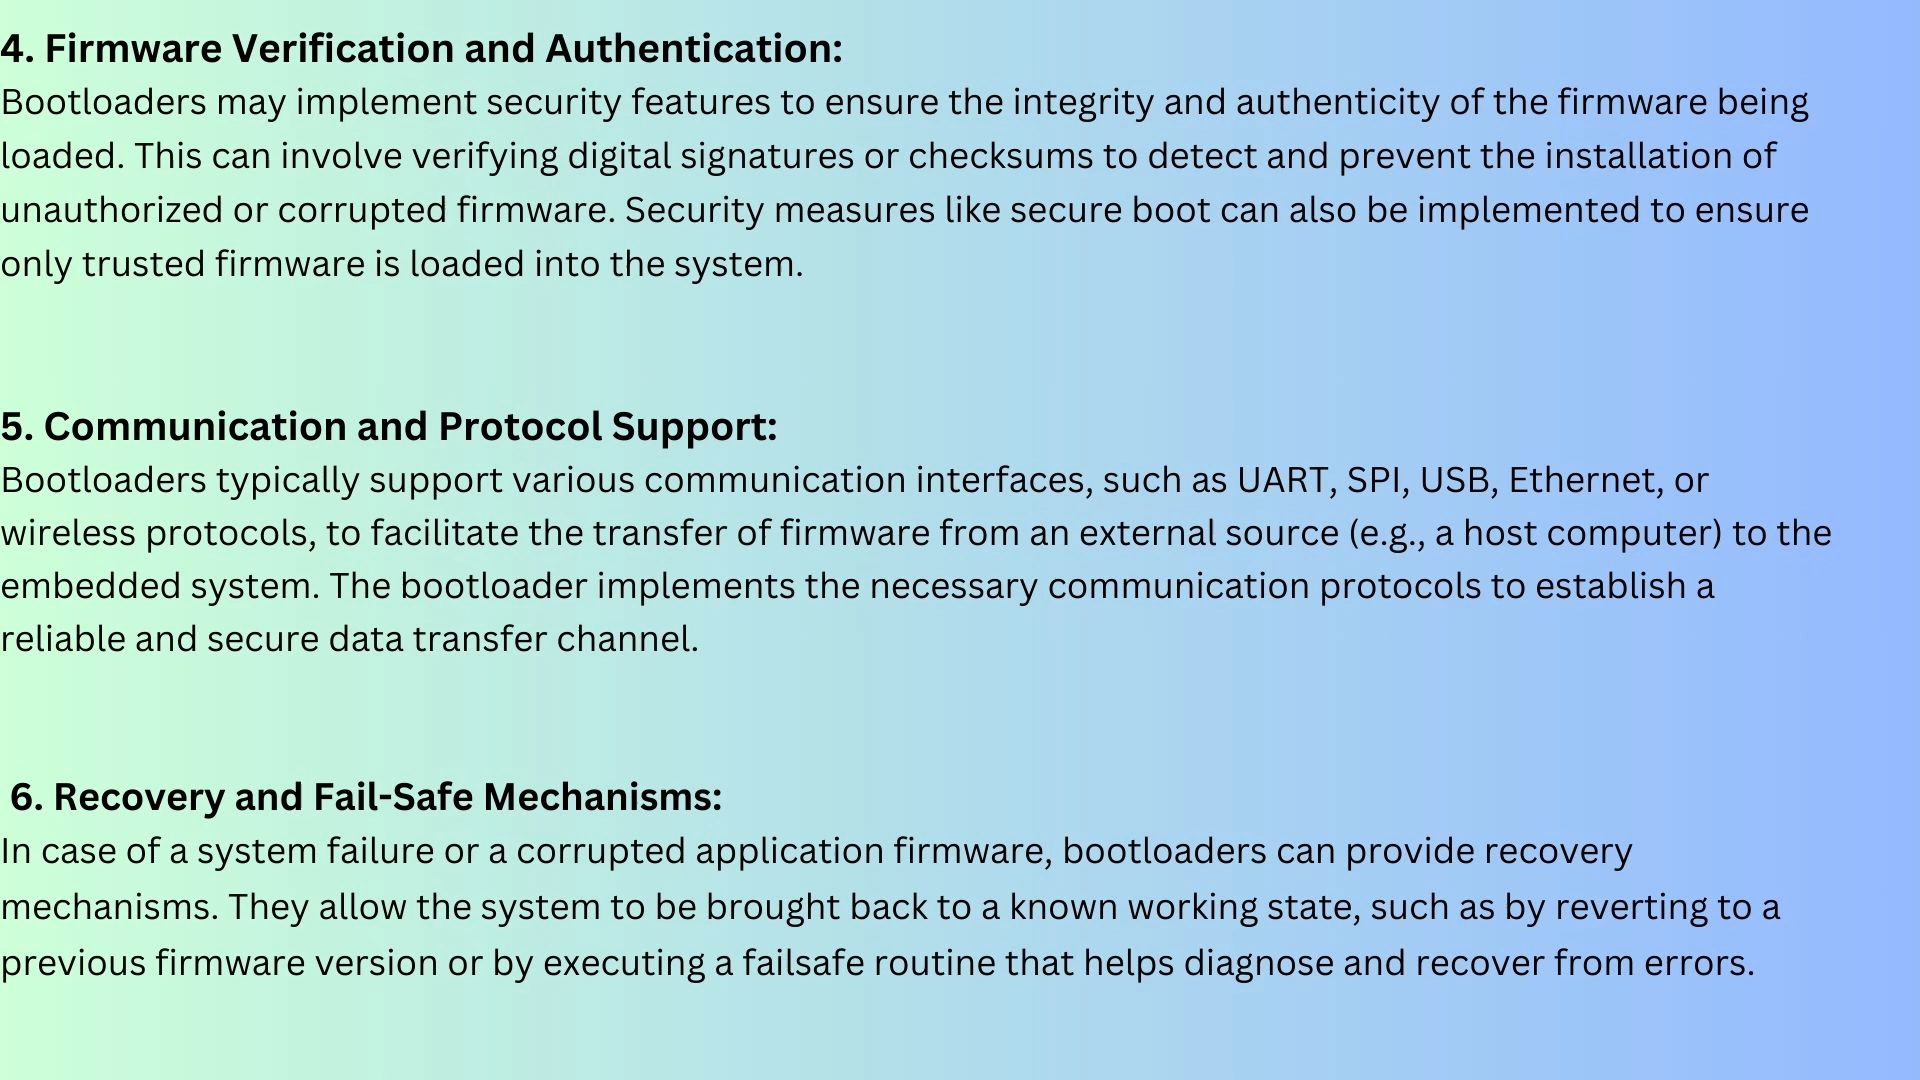 4. Firmware Verification and Authentication:
Bootloaders may implement security features to ensure the integrity and authenticity of the firmware being
loaded. This can involve verifying digital signatures or checksums to detect and prevent the installation of
unauthorized or corrupted firmware. Security measures like secure boot can also be implemented to ensure
only trusted firmware is loaded into the system.
5. Communication and Protocol Support:
Bootloaders typically support various communication interfaces, such as UART, SPI, USB, Ethernet, or
wireless protocols, to facilitate the transfer of firmware from an external source (e.g., a host computer) to the
embedded system. The bootloader implements the necessary communication protocols to establish a
reliable and secure data transfer channel.
6. Recovery and Fail-Safe Mechanisms:
In case of a system failure or a corrupted application firmware, bootloaders can provide recovery
mechanisms. They allow the system to be brought back to a known working state, such as by reverting to a
previous firmware version or by executing a failsafe routine that helps diagnose and recover from errors.